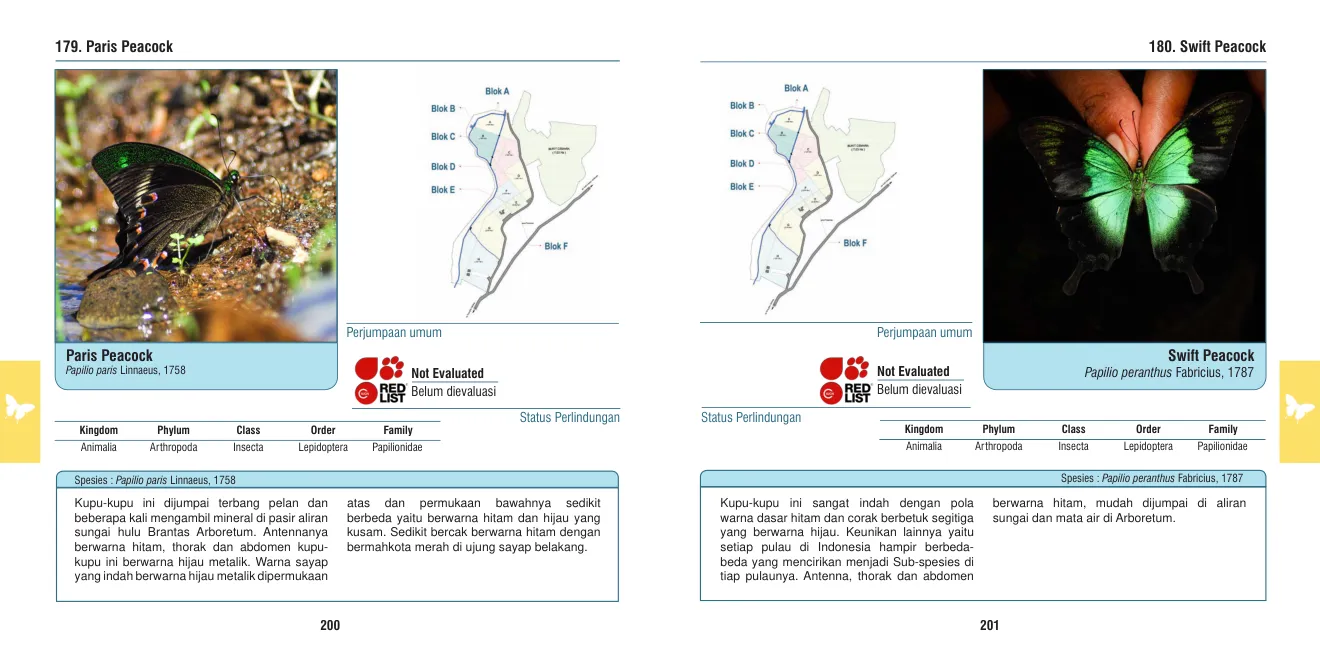 179. Paris Peacock
Blok A
Blok B
Blok C
Blok D
Blok E
Blok F
Perjumpaan umum
Paris Peacock
Papilio paris Linnaeus, 1758
RED
LIST
Not Evaluated
Belum dievaluasi
Status Perlindungan
Kingdom Phylum Class Order Family
Animalia Arthropoda Insecta Lepidoptera Papilionidae
Spesies : Papilio paris Linnaeus, 1758
Kupu-kupu ini dijumpai terbang pelan dan
beberapa kali mengambil mineral di pasir aliran
sungai hulu Brantas Arboretum. Antennanya
berwarna hitam, thorak dan abdomen kupu-
kupu ini berwarna hijau metalik. Warna sayap
yang indah berwarna hijau metalik dipermukaan
atas dan permukaan bawahnya sedikit
berbeda yaitu berwarna hitam dan hijau yang
kusam. Sedikit bercak berwarna hitam dengan
bermahkota merah di ujung sayap belakang.
200
180. Swift Peacock
Blok A
Blok B
Blok C
Blok D
Blok E
Blok F
Perjumpaan umum
Swift Peacock
Papilio peranthus Fabricius, 1787
RED
LIST
Not Evaluated
Belum dievaluasi
Status Perlindungan
Kingdom Phylum Class Order Family
Animalia Arthropoda Insecta Lepidoptera Papilionidae
Spesies : Papilio peranthus Fabricius, 1787
Kupu-kupu ini sangat indah dengan pola
warna dasar hitam dan corak berbetuk segitiga
yang berwarna hijau. Keunikan lainnya yaitu
setiap pulau di Indonesia hampir berbeda-
beda yang mencirikan menjadi Sub-spesies di
tiap pulaunya. Antenna, thorak dan abdomen
berwarna hitam, mudah dijumpai di aliran
sungai dan mata air di Arboretum.
201